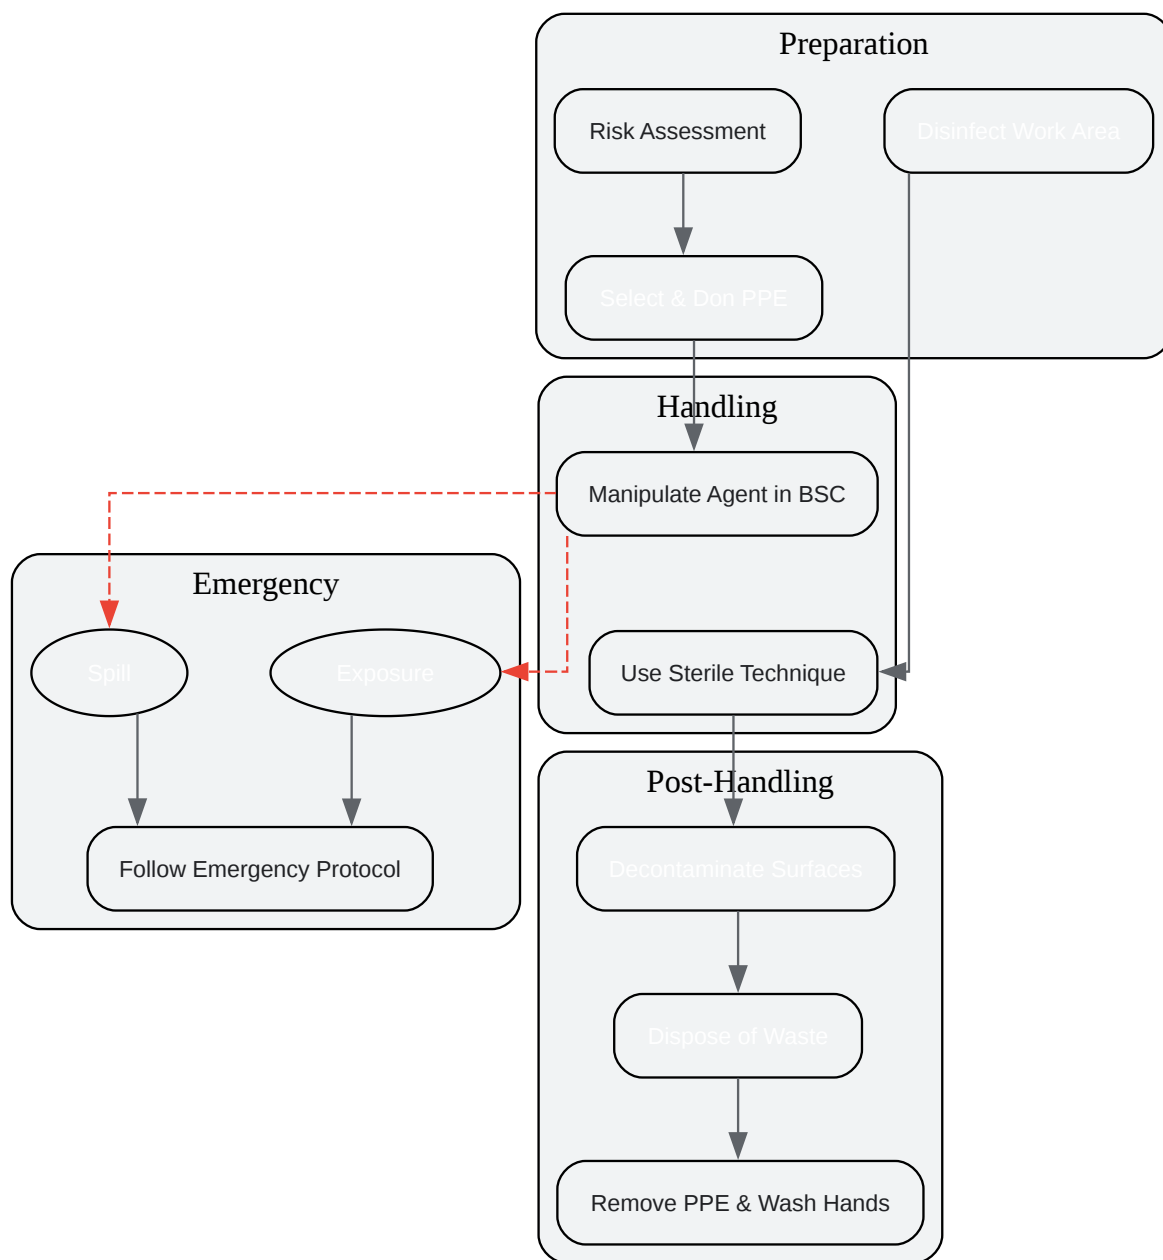 Preparation
Risk Assessment
Disinfect Work Area
Select & Don PPE
Handling
Manipulate Agent in BSC
Use Sterile Technique
Emergency
Spill
Exposure
Follow Emergency Protocol
Post-Handling
Decontaminate Surfaces
Dispose of Waste
Remove PPE & Wash Hands